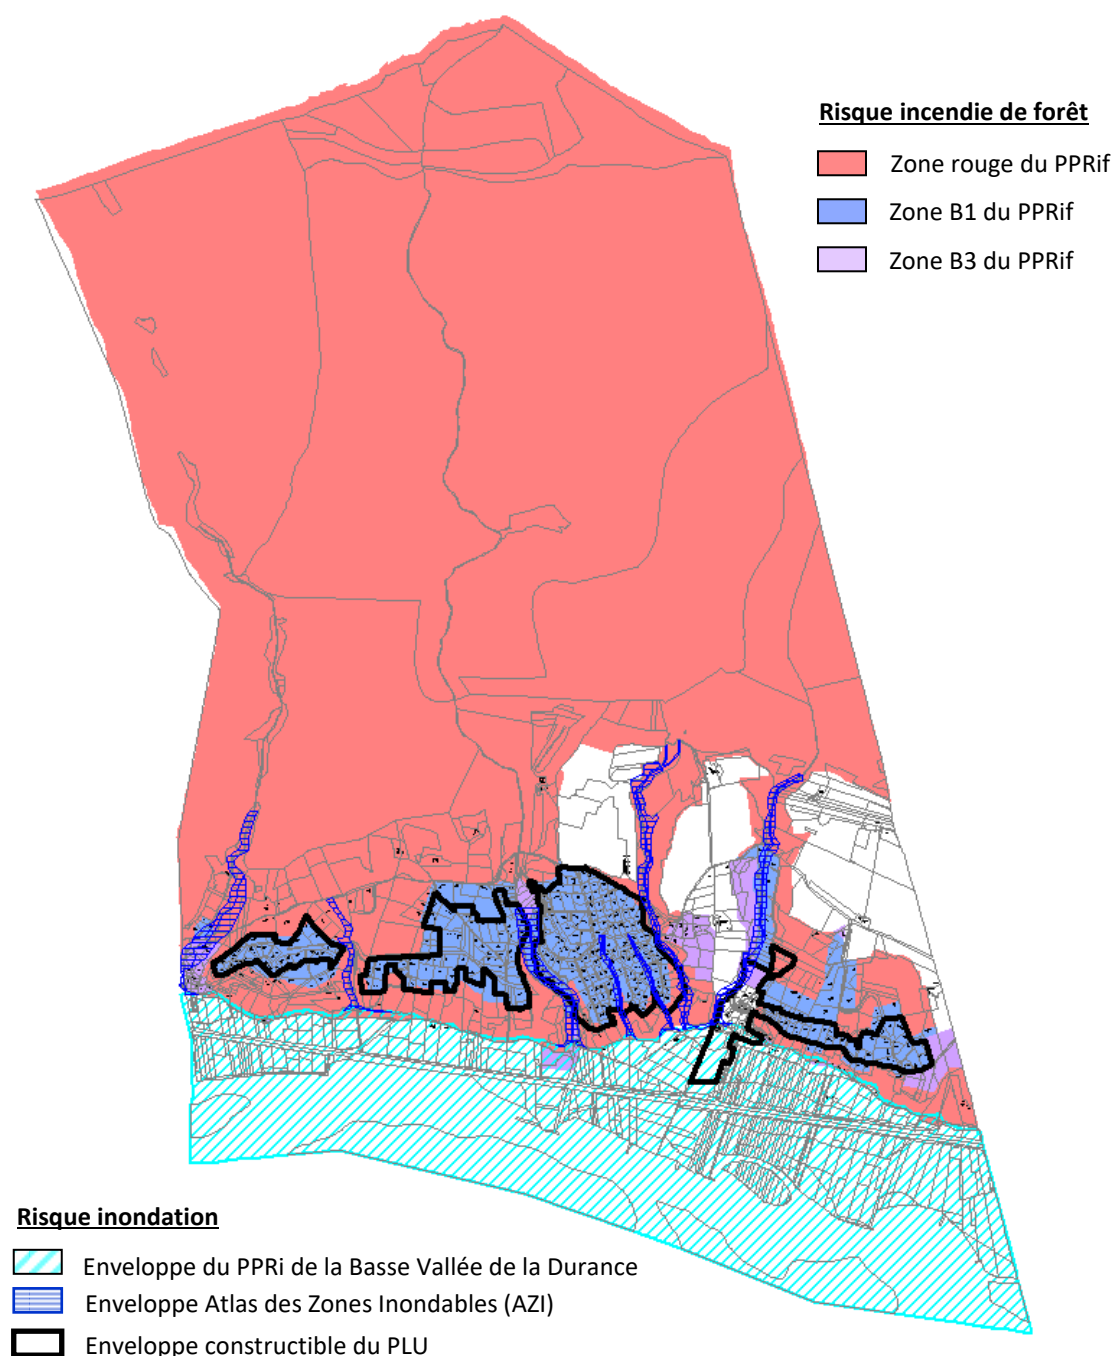 Risque incendie de forêt
Zone rouge du PPRif
Zone B1 du PPRif
Zone B3 du PPRif
Risque inondation
Enveloppe du PPRi de la Basse Vallée de la Durance
Enveloppe Atlas des Zones Inondables (AZI)
Enveloppe constructible du PLU